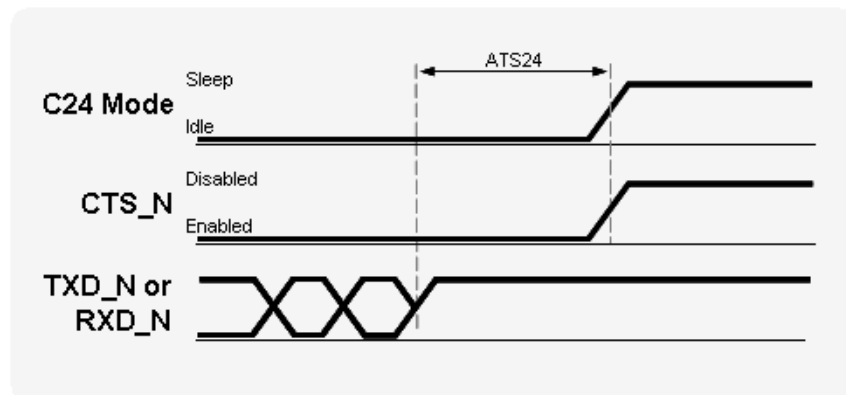 ATS24
Sleep
C24 Mode
Idle
Disabled
CTS_N
Enabled
TXD_N or
RXD_N